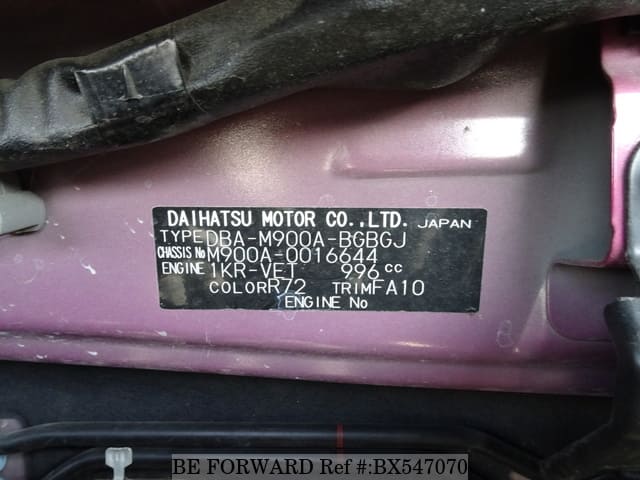 DAIHATSU MOTOR CO.,LTD. JAPAN
TYPE DBA-M900A-BGBGJ
CHASSIS No M900A-0016644
ENGINE 1KR-VET 996cc
COLOR R72 TRIM FA10
ENGINE No
BE FORWARD Ref #:BX547070